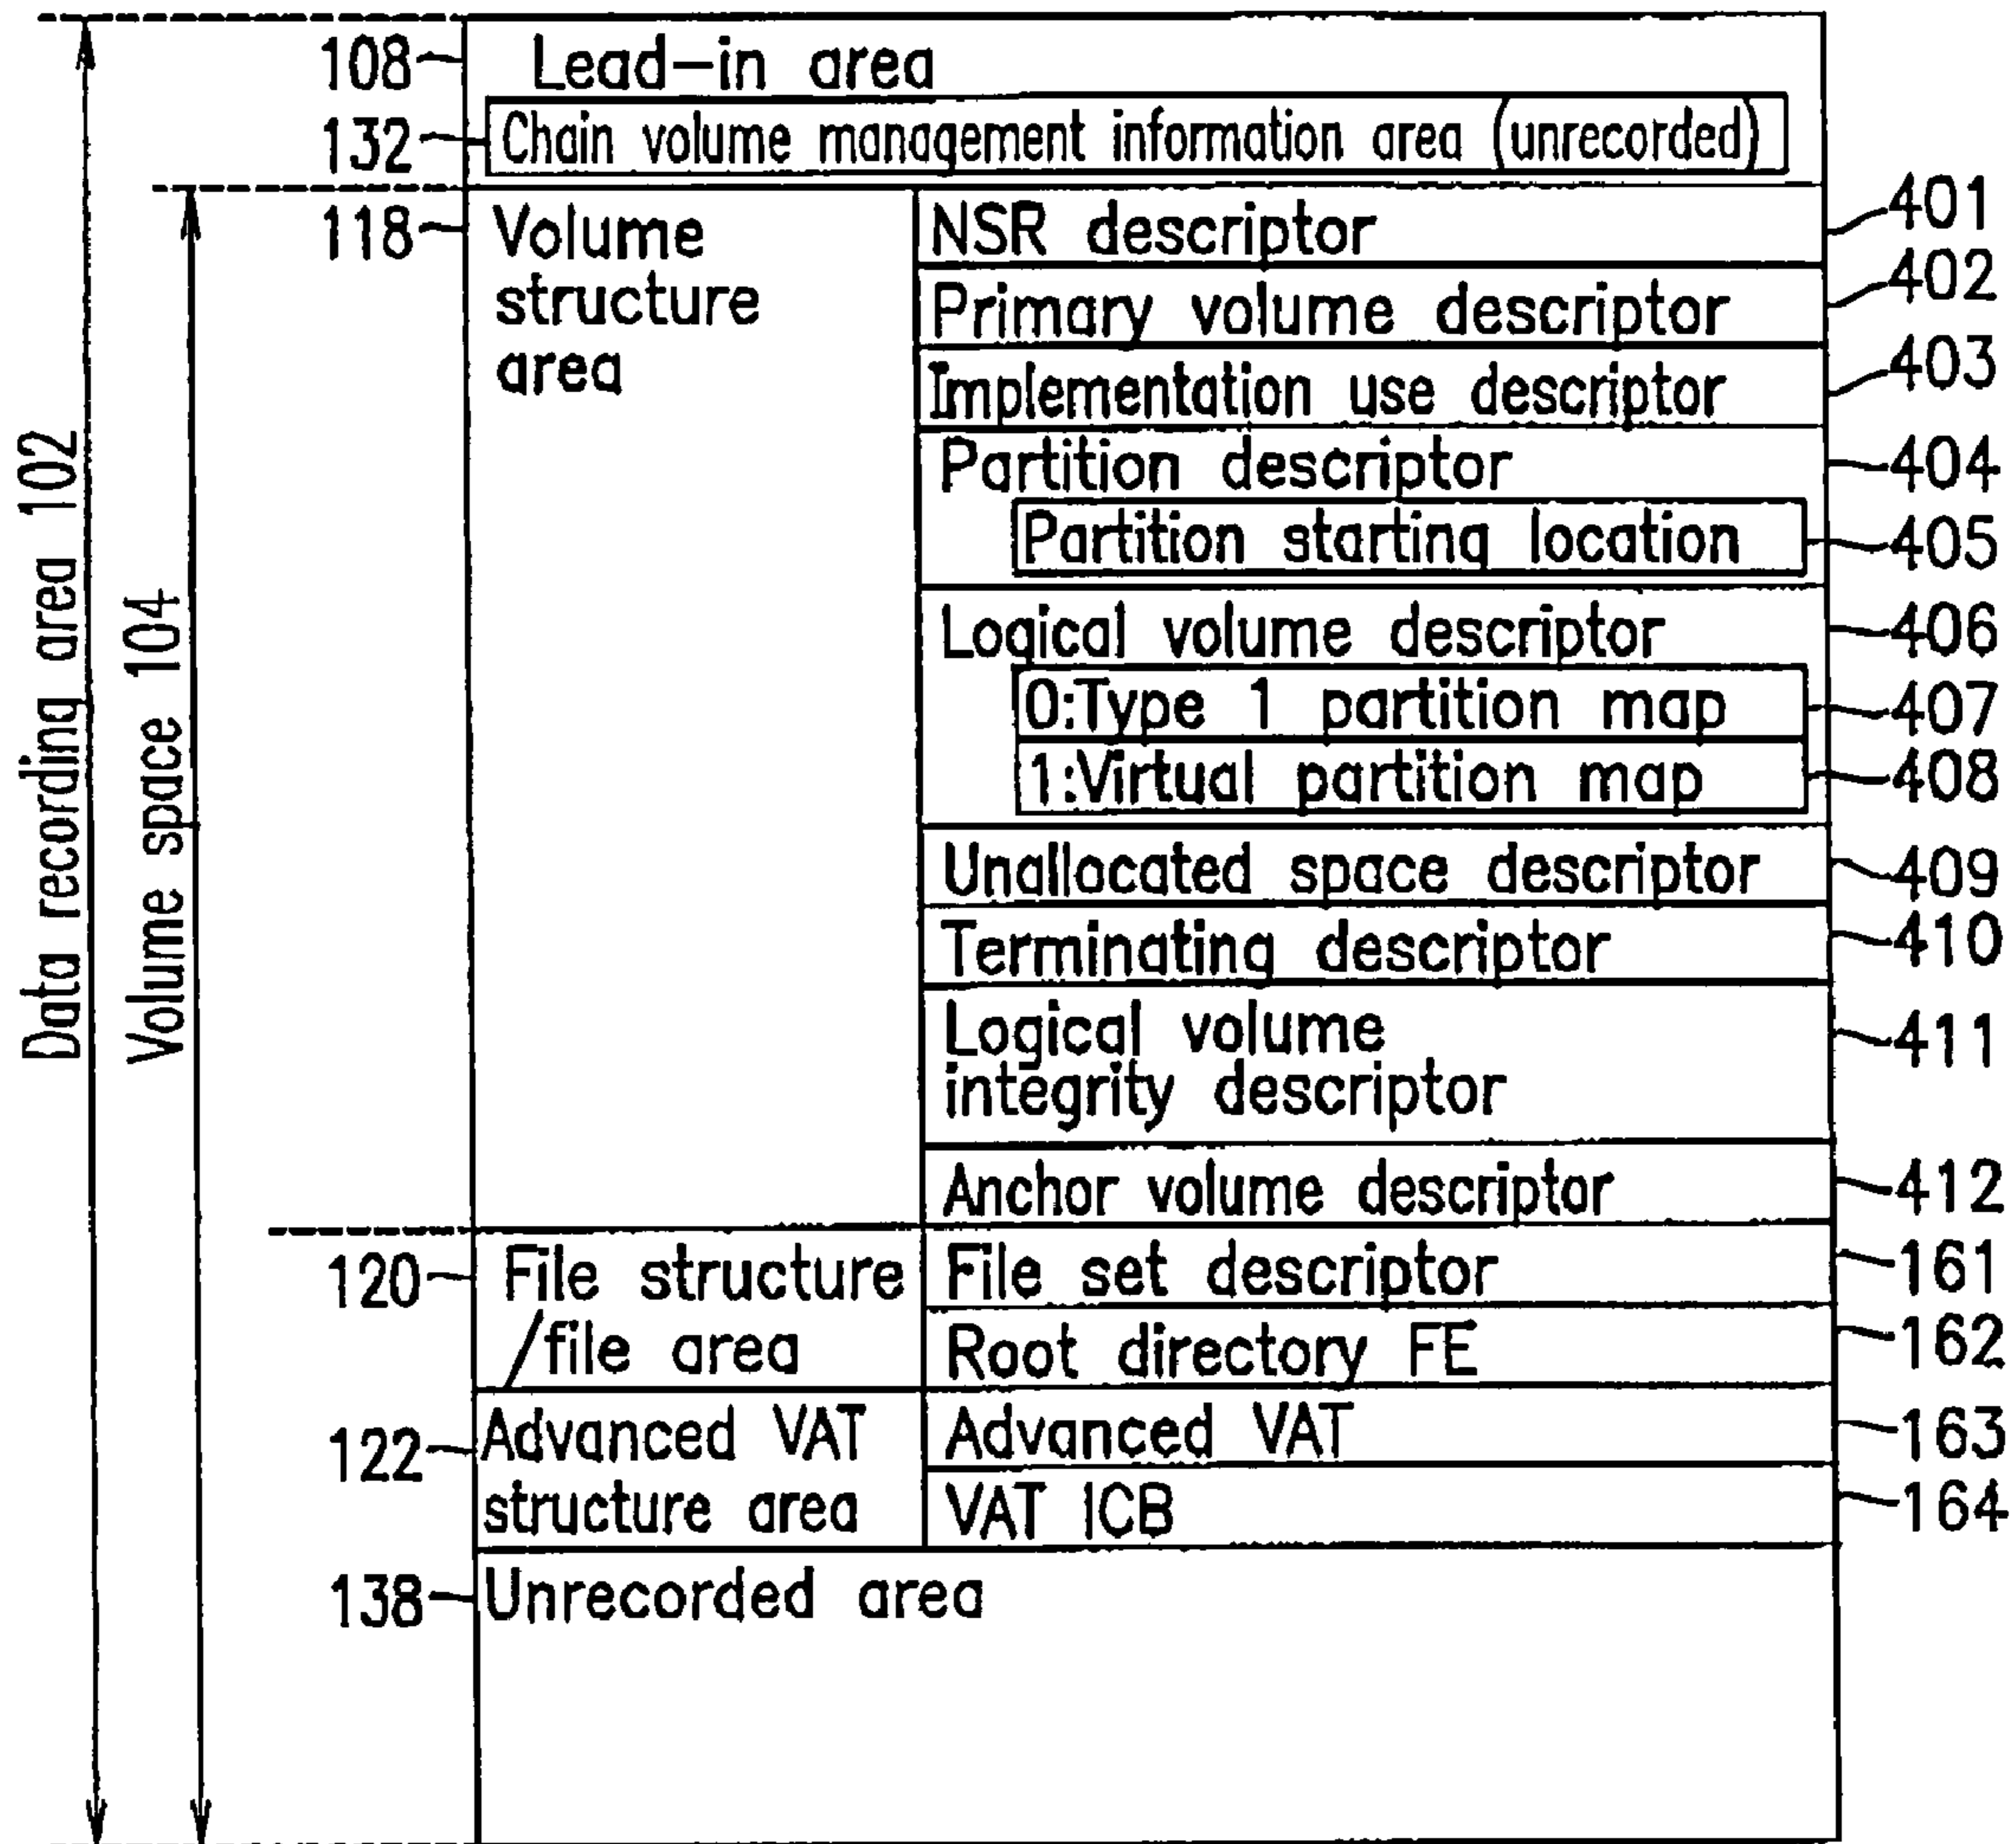 Data recording area 102
Volume space 104
108 Lead-in area
132 Chain volume management information area (unrecorded)
118 Volume
structure
area
NSR descriptor 401
Primary volume descriptor 402
Implementation use descriptor 403
Partition descriptor 404
Partition starting location 405
Logical volume descriptor 406
0:Type 1 partition map 407
1:Virtual partition map 408
Unallocated space descriptor 409
Terminating descriptor 410
Logical volume
integrity descriptor 411
Anchor volume descriptor 412
120 File structure
/file area
File set descriptor 161
Root directory FE 162
122 Advanced VAT
structure area
Advanced VAT 163
VAT ICB 164
138 Unrecorded area